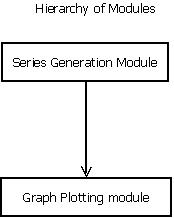 Hierarchy of Modules
Series Generation Module
Graph Plotting module